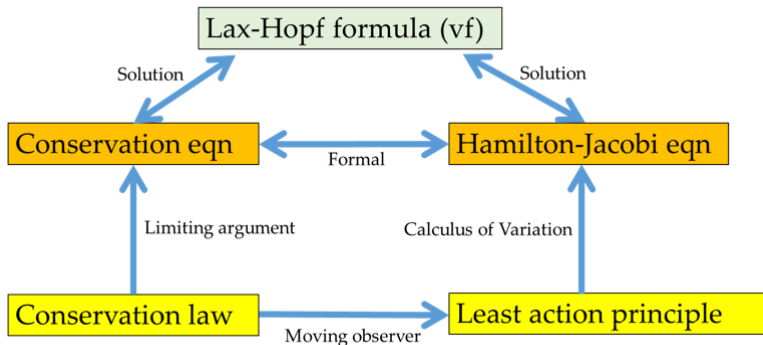 Lax-Hopf formula (vf)
Solution
Solution
Conservation eqn
Hamilton-Jacobi eqn
Formal
Limiting argument
Calculus of Variation
Conservation law
Least action principle
Moving observer